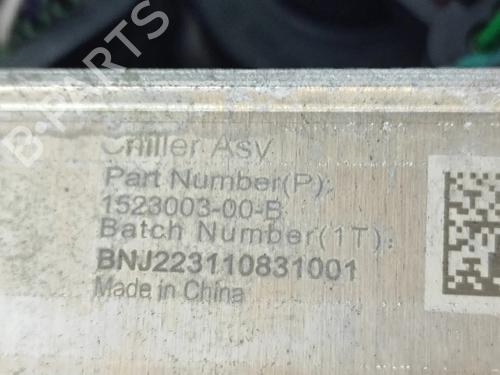 B-PARTS
Chiller Asy
Part Number(P):
1523003-00-B
Batch Number(1T):
BNJ223110831001
Made in China